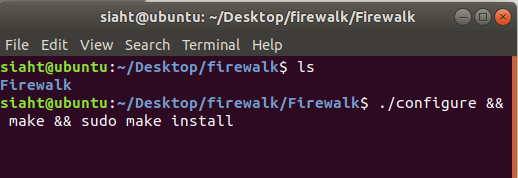 siaht@ubuntu: ~/Desktop/firewalk/Firewalk
File Edit View Search Terminal Help
siaht@ubuntu:~/Desktop/firewalk$ ls
Firewalk
siaht@ubuntu:~/Desktop/firewalk/Firewalk$ ./configure &&
make && sudo make install